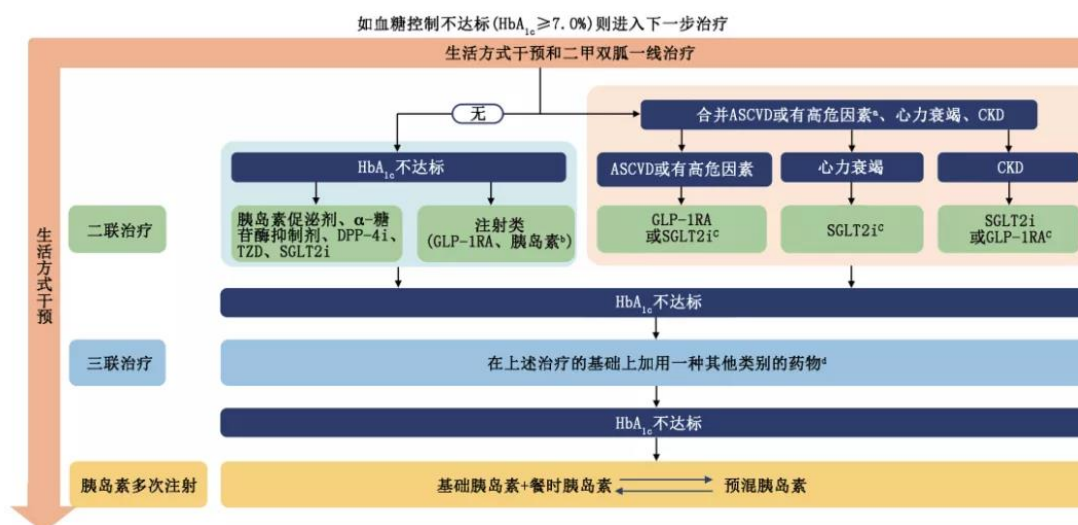 如血糖控制不达标(HbA₁c≥7.0%)则进入下一步治疗
生活方式干预和二甲双胍一线治疗
无
合并ASCVD或有高危因素ᵃ、心力衰竭、CKD
HbA₁c不达标
ASCVD或有高危因素
心力衰竭
CKD
生活方式干预
二联治疗
胰岛素促泌剂、α-糖
苷酶抑制剂、DPP-4i、
TZD、SGLT2i
注射类
(GLP-1RA、胰岛素ᵇ)
GLP-1RA
或SGLT2iᶜ
SGLT2iᶜ
SGLT2i
或GLP-1RAᶜ
HbA₁c不达标
三联治疗
在上述治疗的基础上加用一种其他类别的药物ᵈ
HbA₁c不达标
胰岛素多次注射
基础胰岛素+餐时胰岛素
预混胰岛素